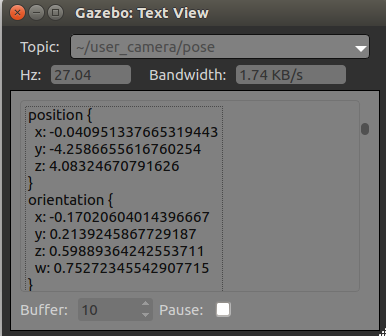 Gazebo: Text View
Topic: ~/user_camera/pose
Hz: 27.04 Bandwidth: 1.74 KB/s
position {
x: -0.040951337665319443
y: -4.2586655616760254
z: 4.08324670791626
}
orientation {
x: -0.17020604014396667
y: 0.2139245867729187
z: 0.59889364242553711
w: 0.75272345542907715
}
Buffer: 10 Pause: